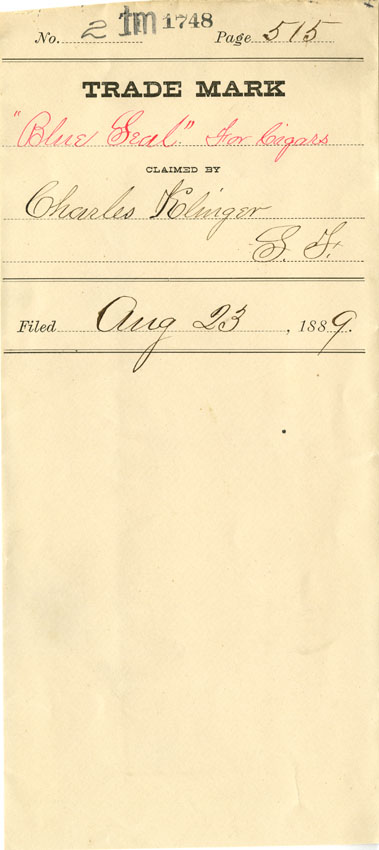 No. 2 tm 1748 Page 515
TRADE MARK
"Blue Seal." For Cigars
CLAIMED BY
Charles Klinger
S. F.
Filed Aug 23, 1889.